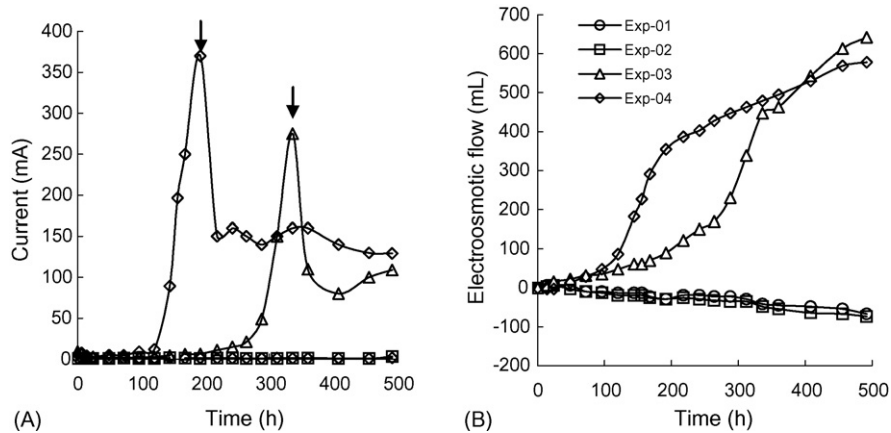 400
350
300
250
200
150
100
50
0
Current (mA)
0 100 200 300 400 500
Time (h)
(A)
700
600
500
400
300
200
100
0
-100
-200
Electroosmotic flow (mL)
Exp-01
Exp-02
Exp-03
Exp-04
0 100 200 300 400 500
Time (h)
(B)